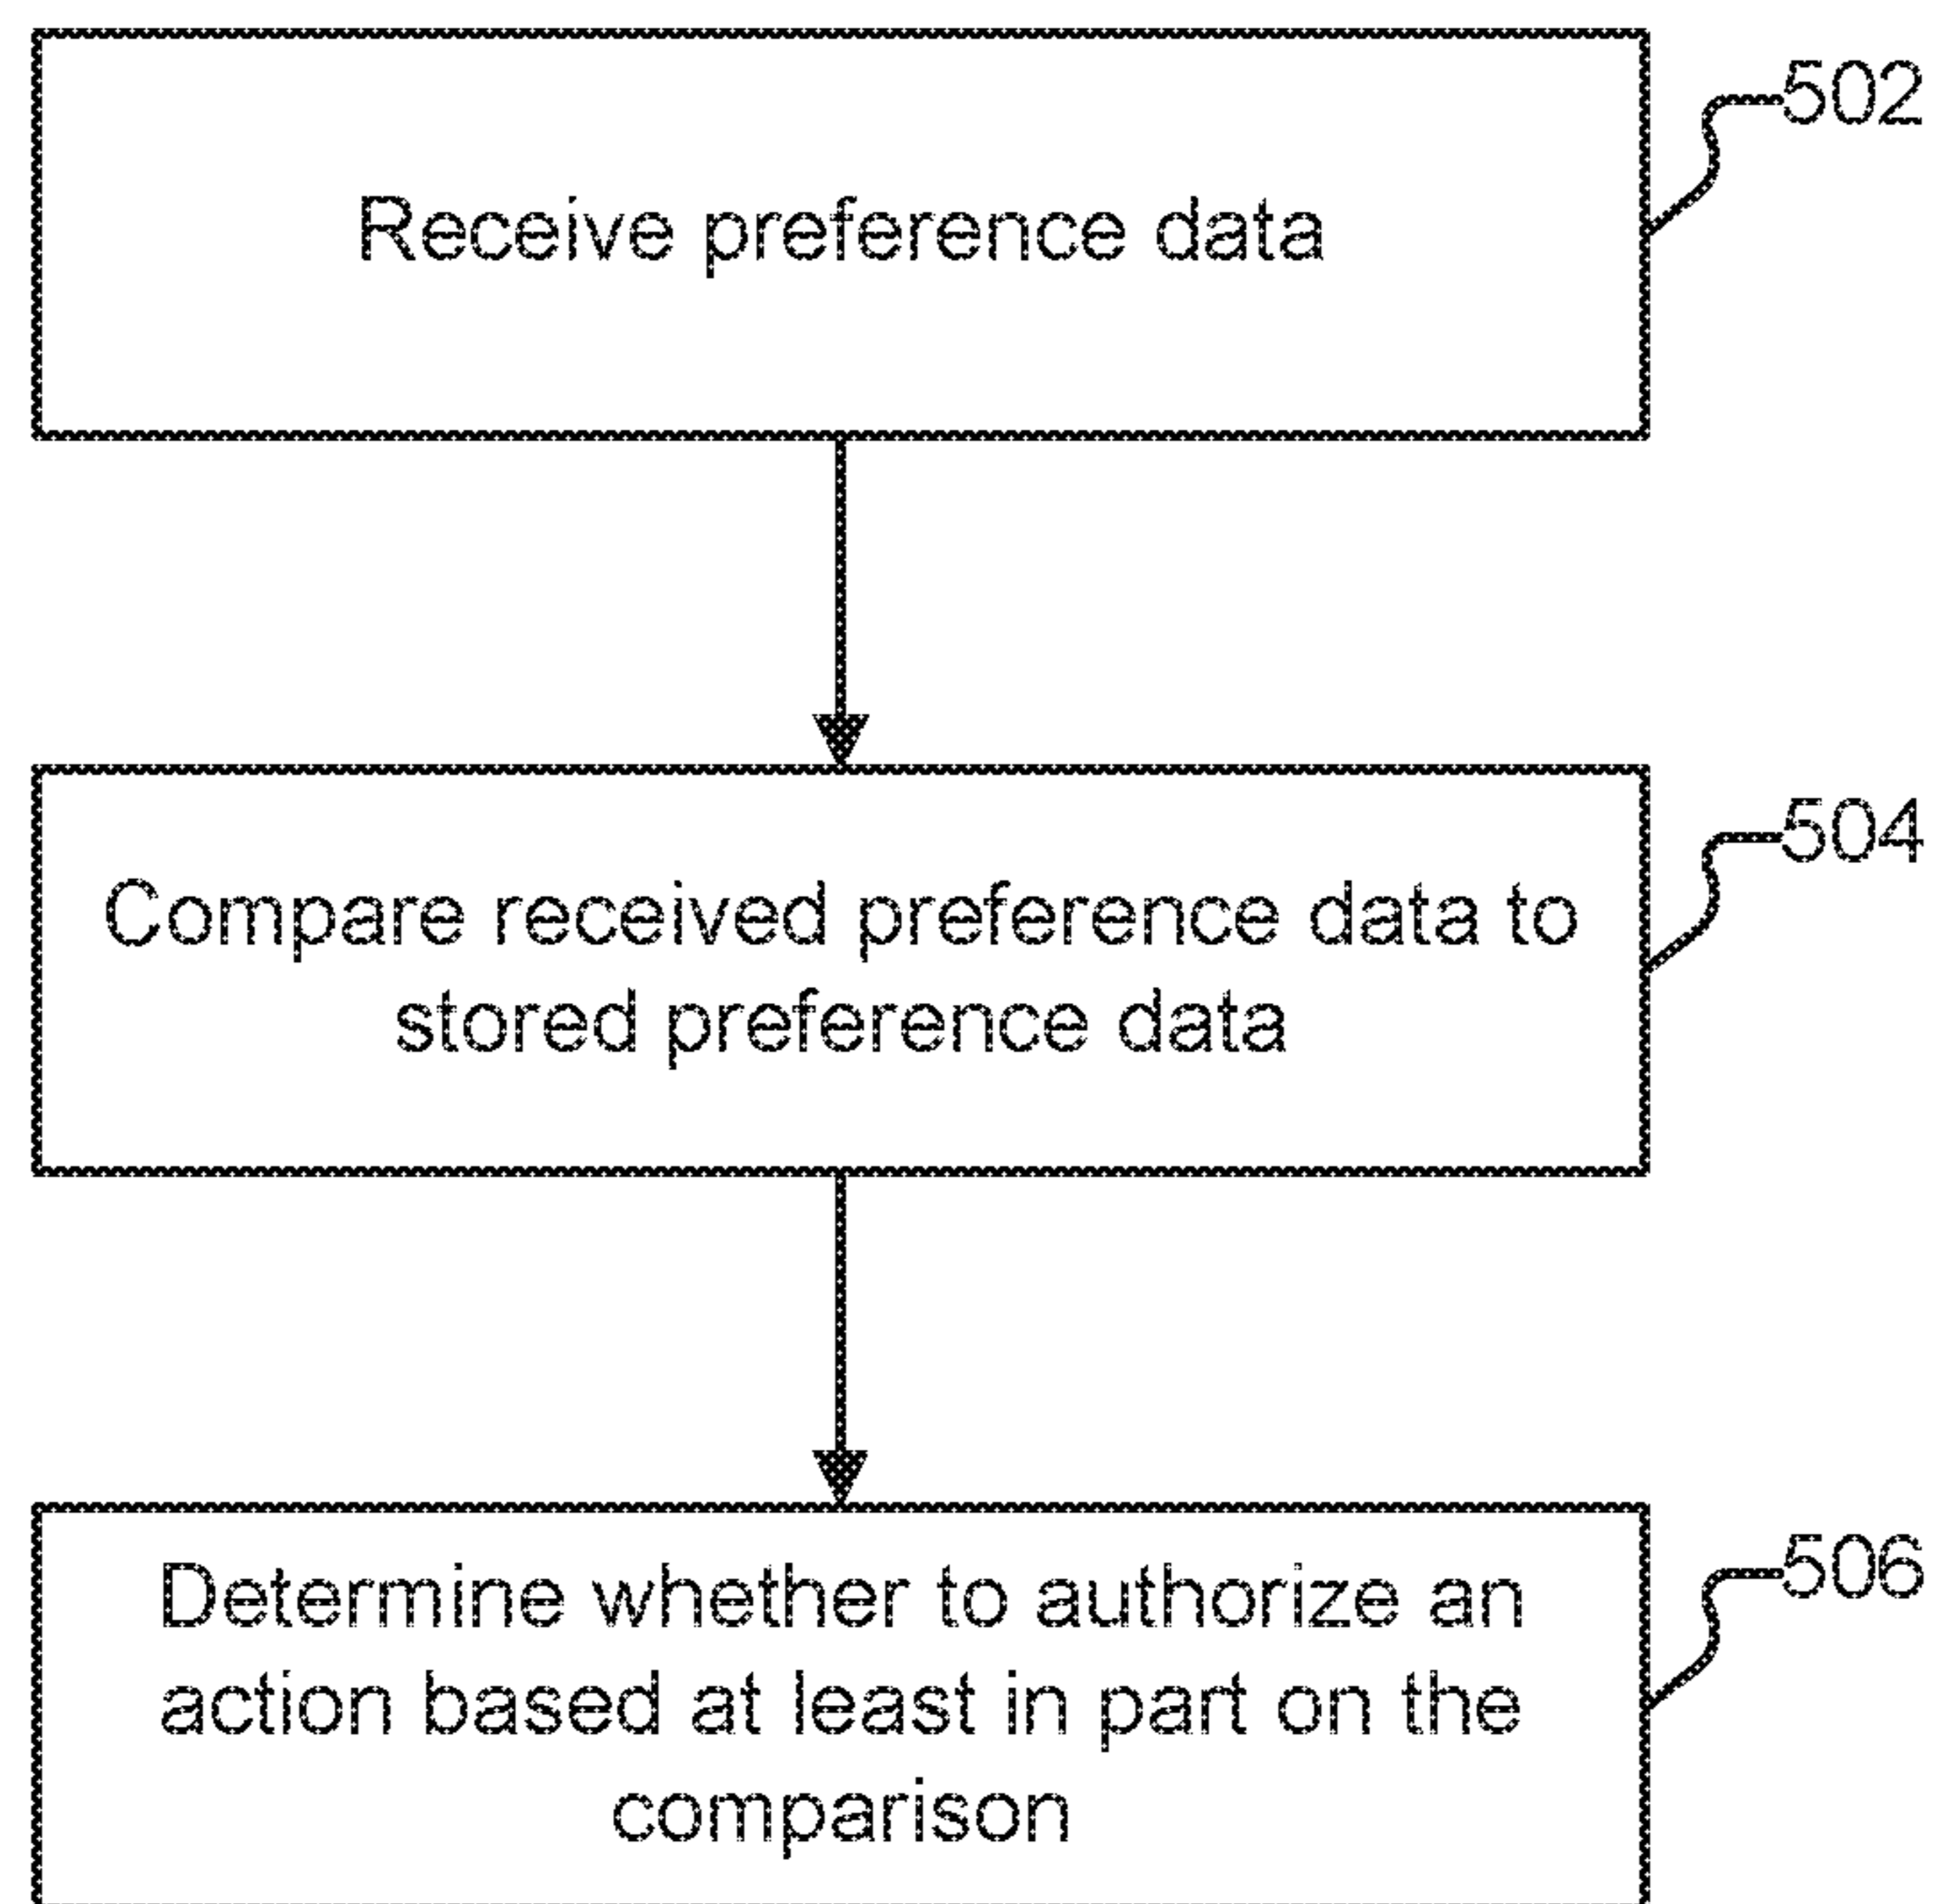 502
Receive preference data
504
Compare received preference data to
stored preference data
506
Determine whether to authorize an
action based at least in part on the
comparison